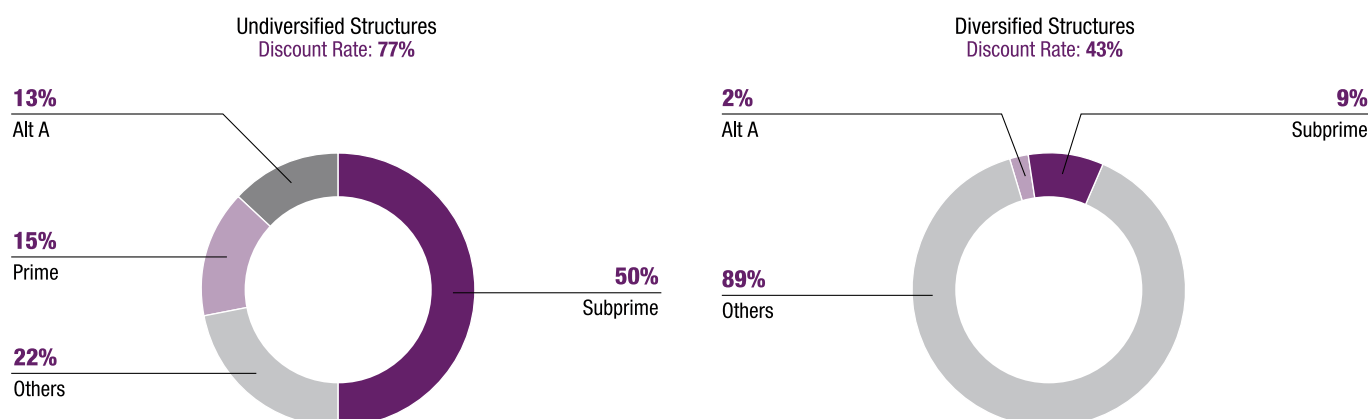 Undiversified Structures
Discount Rate: 77%
13%
Alt A
15%
Prime
22%
Others
50%
Subprime
Diversified Structures
Discount Rate: 43%
2%
Alt A
9%
Subprime
89%
Others